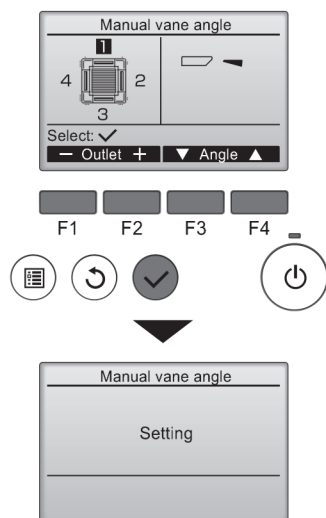 Manual vane angle
1
4 2
3
Select: ✓
− Outlet + ▼ Angle ▲
F1 F2 F3 F4
Manual vane angle
Setting